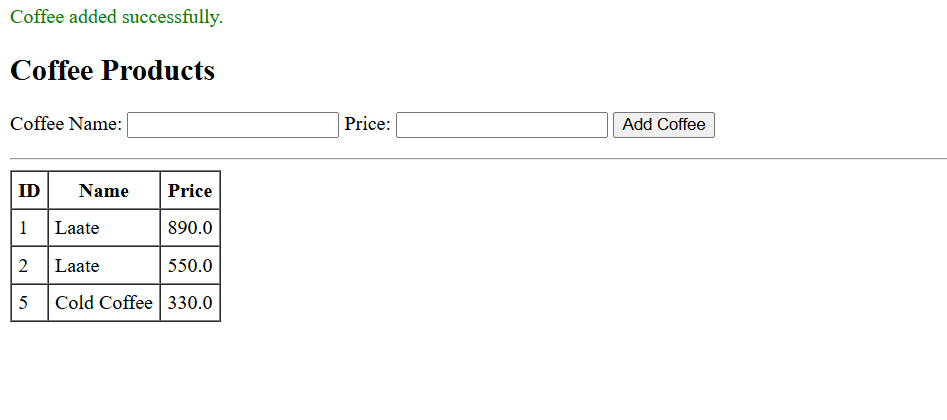 Coffee added successfully.
Coffee Products
Coffee Name: Price: Add Coffee
ID Name Price
1 Laate 890.0
2 Laate 550.0
5 Cold Coffee 330.0